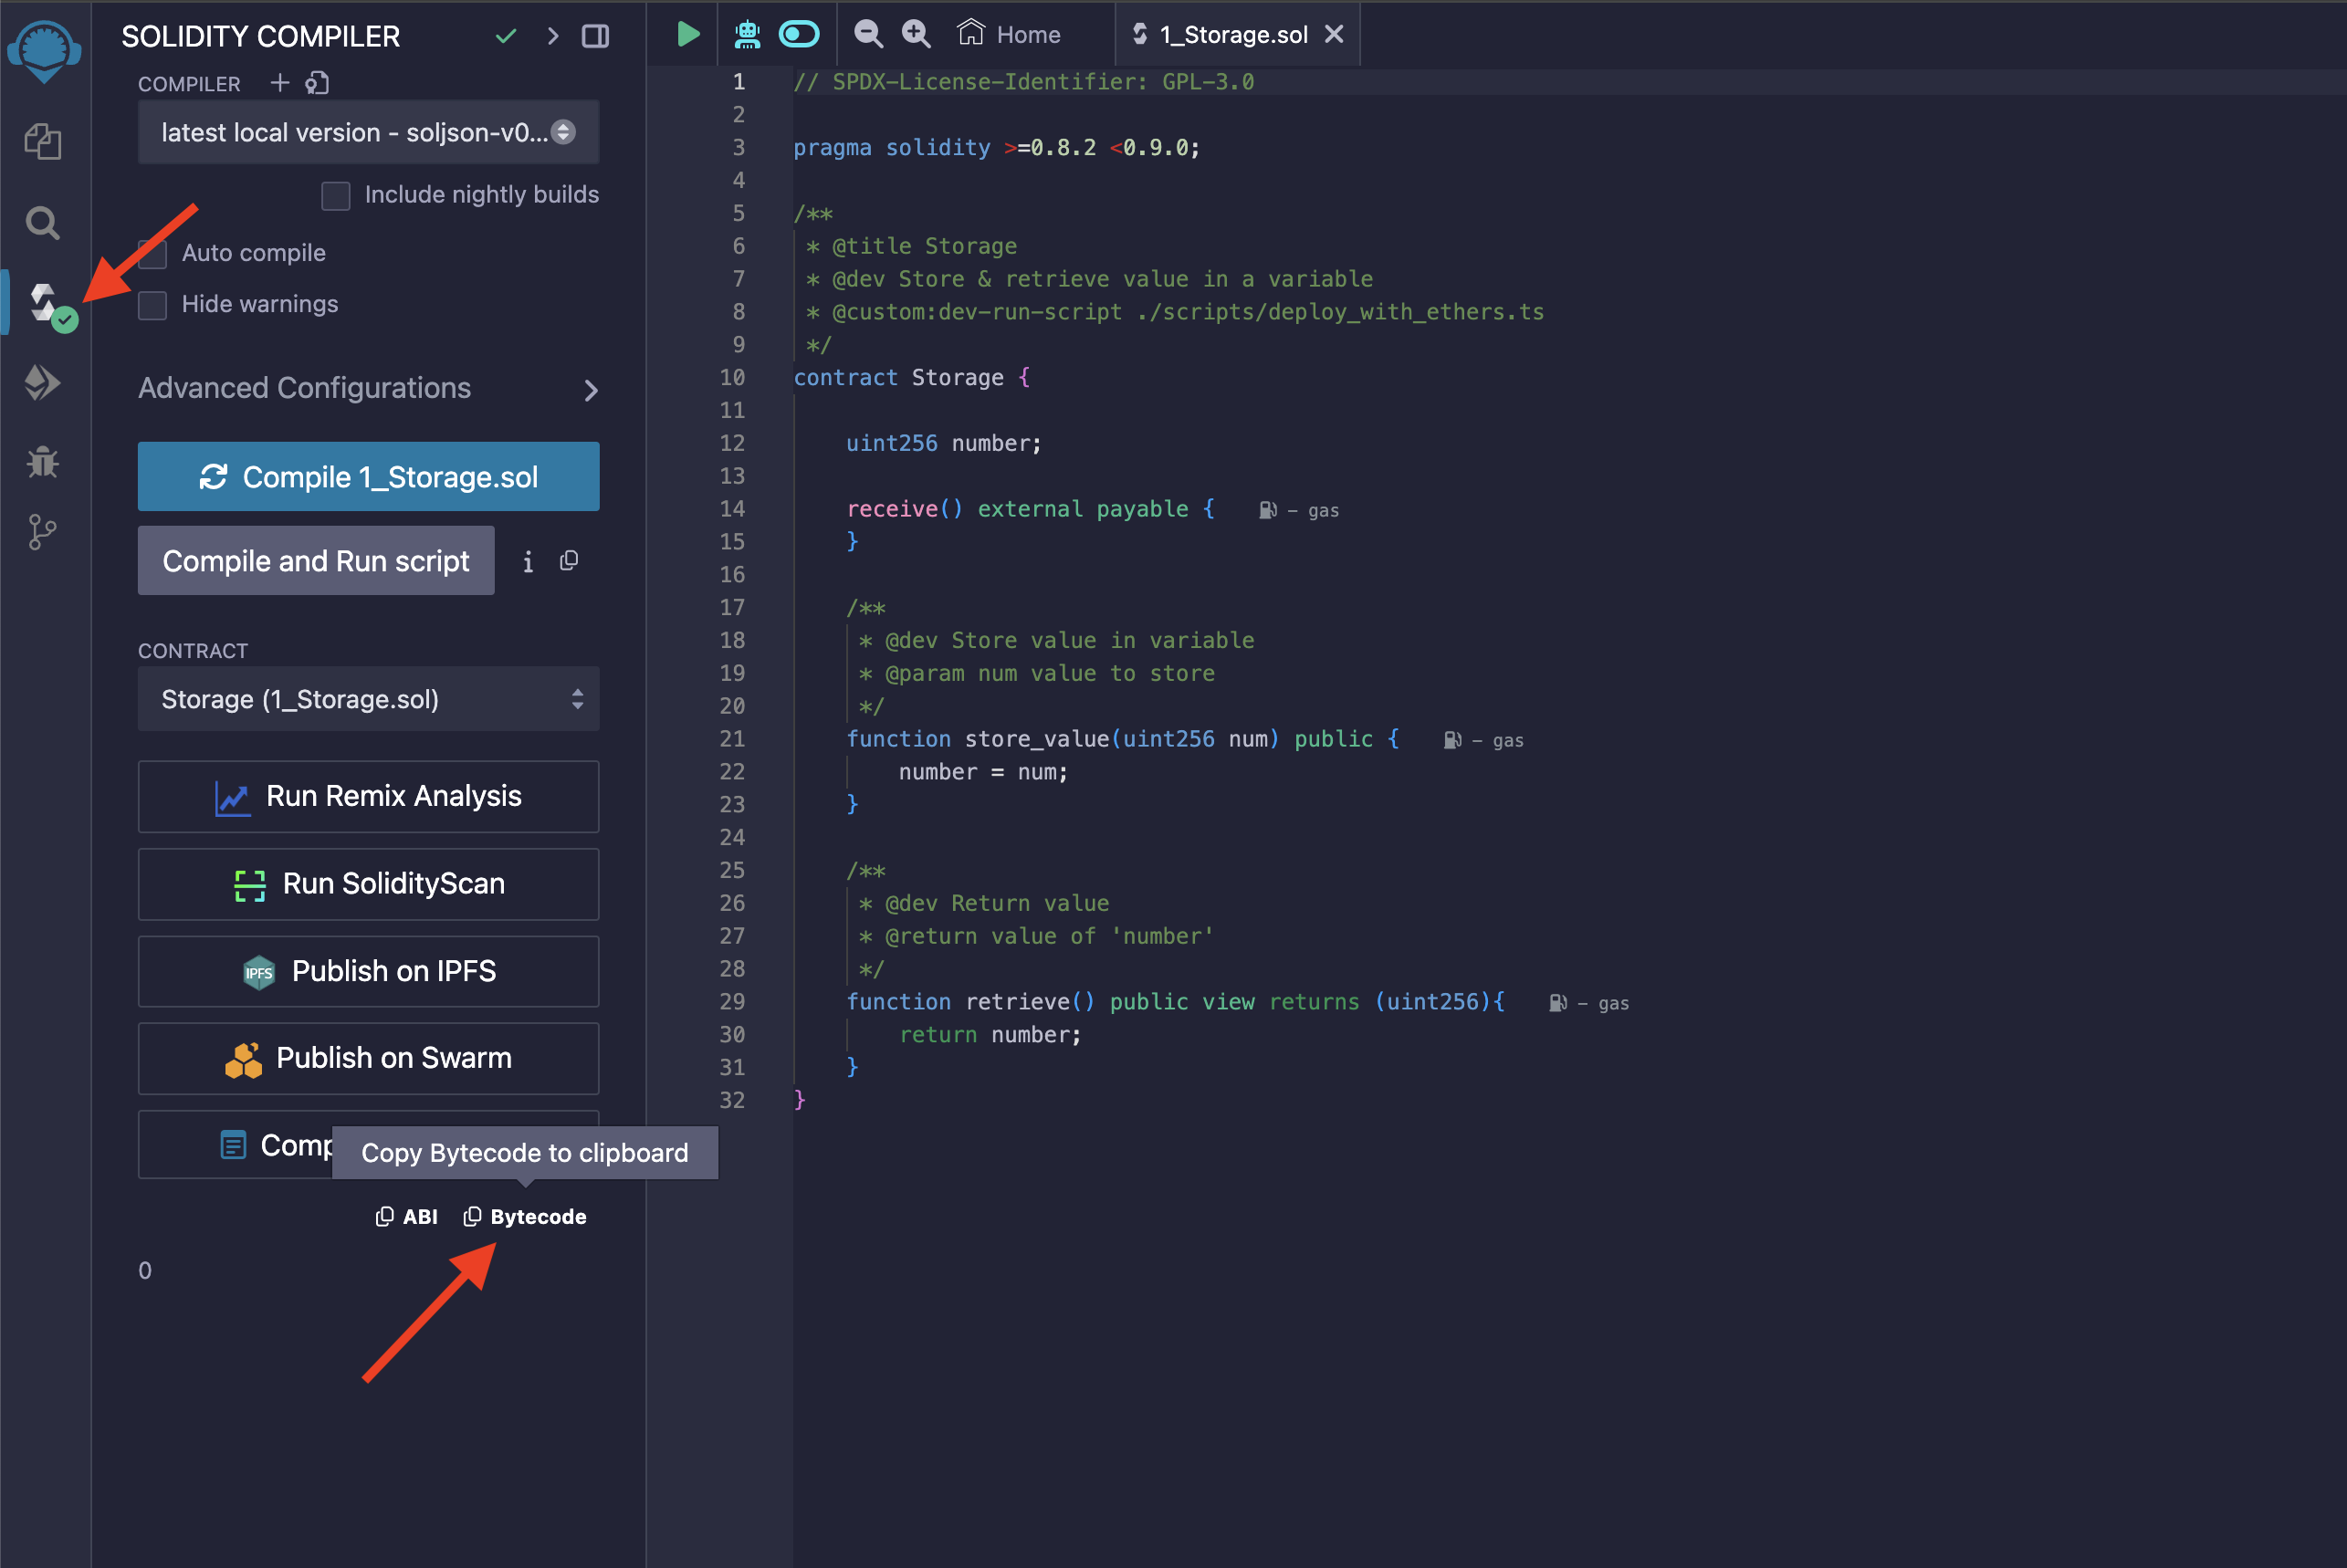 SOLIDITY COMPILER
COMPILER
latest local version - soljson-v0...
Include nightly builds
Auto compile
Hide warnings
Advanced Configurations
Compile 1_Storage.sol
Compile and Run script
i
CONTRACT
Storage (1_Storage.sol)
Run Remix Analysis
Run SolidityScan
IPFS Publish on IPFS
Publish on Swarm
Comp
Copy Bytecode to clipboard
ABI Bytecode
0
Home
1_Storage.sol
1 // SPDX-License-Identifier: GPL-3.0
2
3 pragma solidity >=0.8.2 <0.9.0;
4
5 /**
6  * @title Storage
7  * @dev Store & retrieve value in a variable
8  * @custom:dev-run-script ./scripts/deploy_with_ethers.ts
9  */
10 contract Storage {
11
12     uint256 number;
13
14     receive() external payable { - gas
15     }
16
17     /**
18      * @dev Store value in variable
19      * @param num value to store
20      */
21     function store_value(uint256 num) public { - gas
22         number = num;
23     }
24
25     /**
26      * @dev Return value
27      * @return value of 'number'
28      */
29     function retrieve() public view returns (uint256){ - gas
30         return number;
31     }
32 }